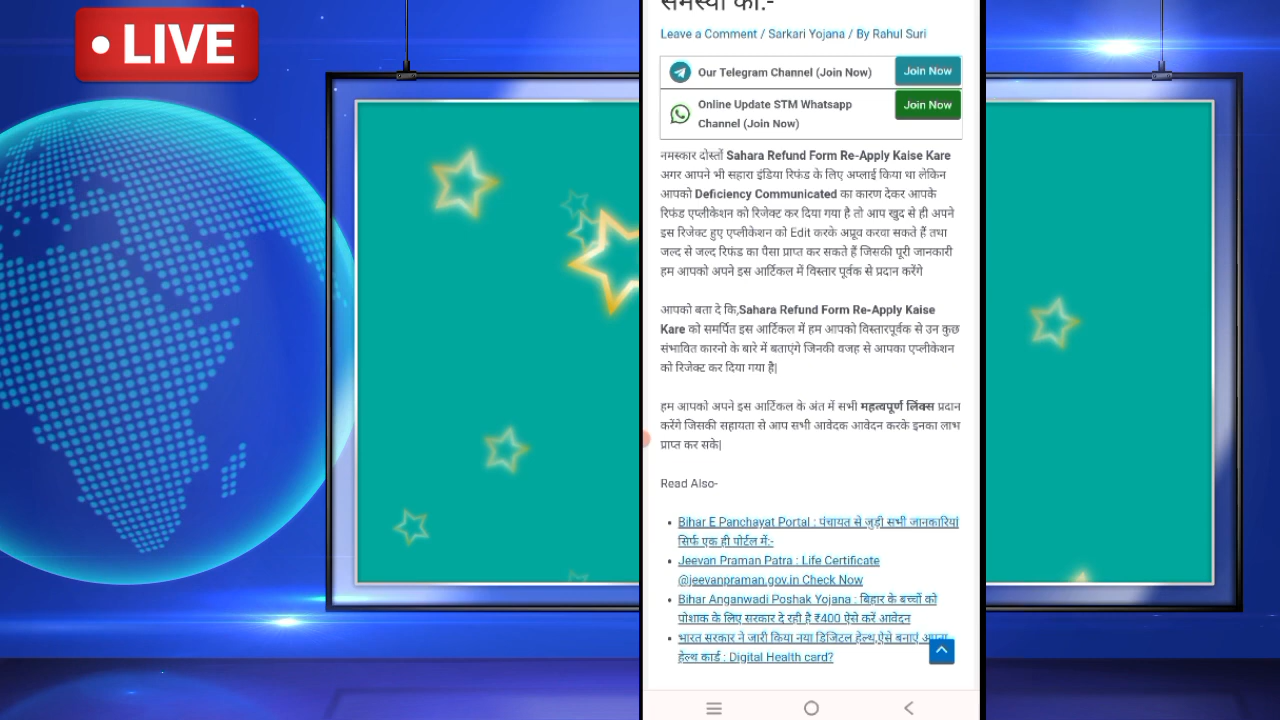 LIVE
समस्या को:-
Leave a Comment / Sarkari Yojana / By Rahul Suri
Our Telegram Channel (Join Now) Join Now
Online Update STM Whatsapp Join Now
Channel (Join Now)
नमस्कार दोस्तों Sahara Refund Form Re-Apply Kaise Kare
अगर आपने भी सहारा इंडिया रिफंड के लिए अप्लाई किया था लेकिन
आपको Deficiency Communicated का कारण देकर आपके
रिफंड एप्लीकेशन को रिजेक्ट कर दिया गया है तो आप खुद से ही अपने
इस रिजेक्ट हुए एप्लीकेशन को Edit करके अप्रूव करवा सकते हैं तथा
जल्द से जल्द रिफंड का पैसा प्राप्त कर सकते हैं जिसकी पूरी जानकारी
हम आपको अपने इस आर्टिकल में विस्तार पूर्वक से प्रदान करेंगे
आपको बता दे कि,Sahara Refund Form Re-Apply Kaise
Kare को समर्पित इस आर्टिकल में हम आपको विस्तारपूर्वक से उन कुछ
संभावित कारनो के बारे में बताएंगे जिनकी वजह से आपका एप्लीकेशन
को रिजेक्ट कर दिया गया है|
हम आपको अपने इस आर्टिकल के अंत में सभी महत्वपूर्ण लिंक्स प्रदान
करेंगे जिसकी सहायता से आप सभी आवेदक आवेदन करके इनका लाभ
प्राप्त कर सके|
Read Also-
Bihar E Panchayat Portal : पंचायत से जुड़ी सभी जानकारियां
सिर्फ एक ही पोर्टल में:-
Jeevan Praman Patra : Life Certificate
@jeevanpraman.gov.in Check Now
Bihar Anganwadi Poshak Yojana : बिहार के बच्चों को
पोशाक के लिए सरकार दे रही है ₹400 ऐसे करें आवेदन
भारत सरकार ने जारी किया नया डिजिटल हेल्थ,ऐसे बनाएं अपना
हेल्थ कार्ड : Digital Health card?